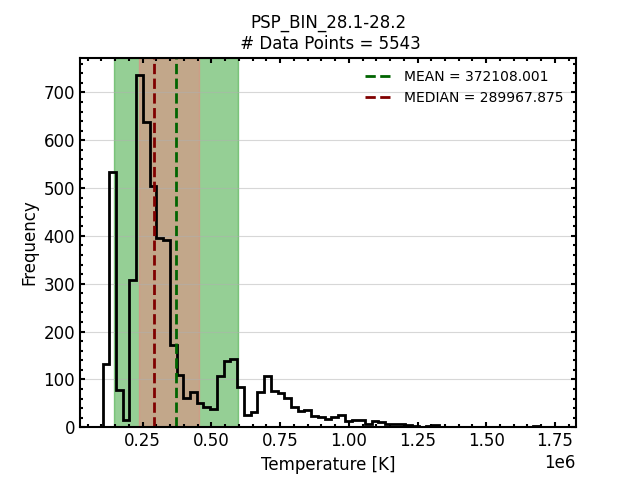 PSP_BIN_28.1-28.2
# Data Points = 5543
MEAN = 372108.001
MEDIAN = 289967.875
700
600
500
400
300
200
100
0
Frequency
0.25 0.50 0.75 1.00 1.25 1.50 1.75
1e6
Temperature [K]